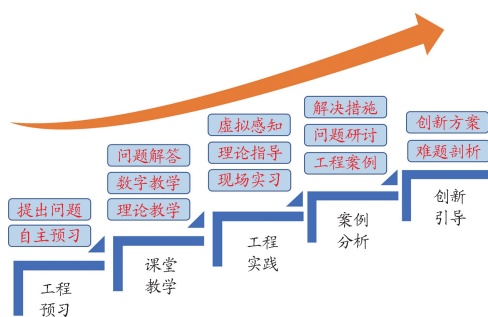 提出问题
自主预习
工程
预习
问题解答
数字教学
理论教学
课堂
教学
虚拟感知
理论指导
现场实习
工程
实践
解决措施
问题研讨
工程案例
案例
分析
创新方案
难题剖析
创新
引导